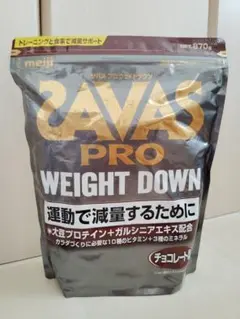 トレーニングと食事で減量サポート
meiji
870g
SAVAS
PRO
WEIGHT DOWN
運動で減量するために
大豆プロテイン+ガルシニアエキス配合
カラダづくりに必要な10種のビタミン+3種のミネラル
チョコレート